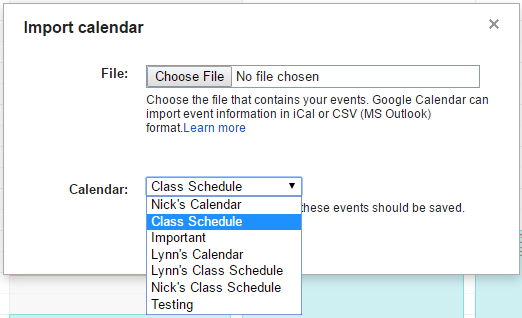 Import calendar ×
File: Choose File No file chosen
Choose the file that contains your events. Google Calendar can
import event information in iCal or CSV (MS Outlook)
format.Learn more
Calendar: Class Schedule
Nick's Calendar these events should be saved.
Class Schedule
Important
Lynn's Calendar
Lynn's Class Schedule
Nick's Class Schedule
Testing